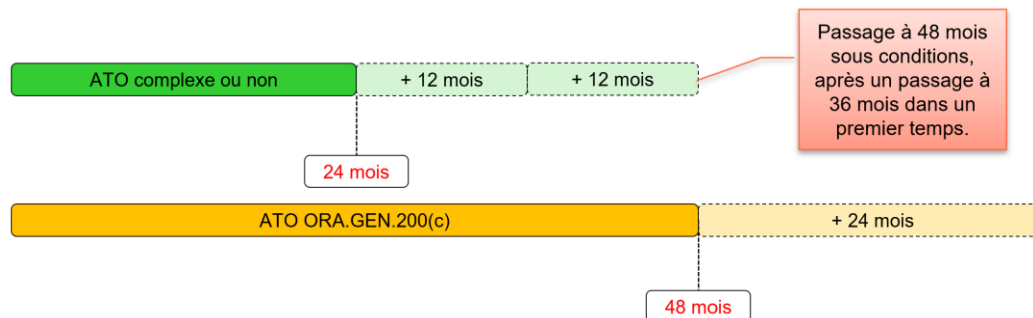 Passage à 48 mois
sous conditions,
après un passage à
36 mois dans un
premier temps.
ATO complexe ou non
+ 12 mois
+ 12 mois
24 mois
ATO ORA.GEN.200(c)
+ 24 mois
48 mois